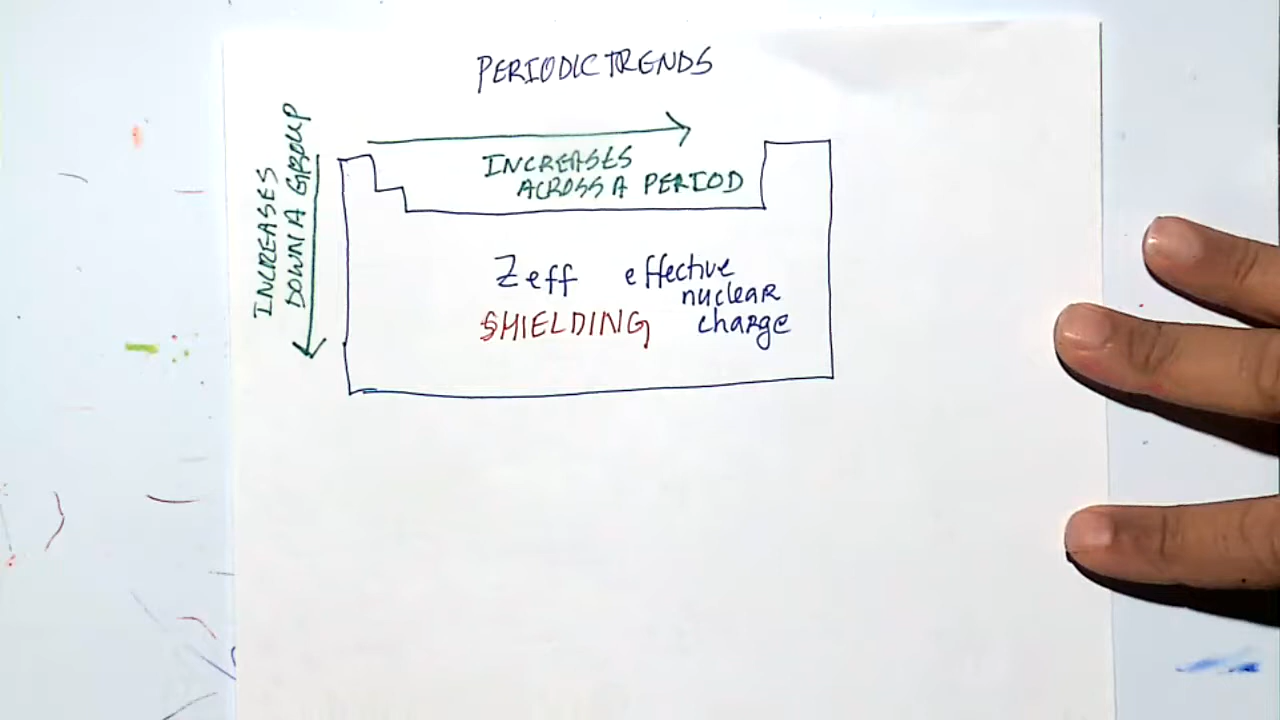 PERIODIC TRENDS
INCREASES
DOWN A GROUP
INCREASES
ACROSS A PERIOD
Zeff effective
nuclear
SHIELDING charge